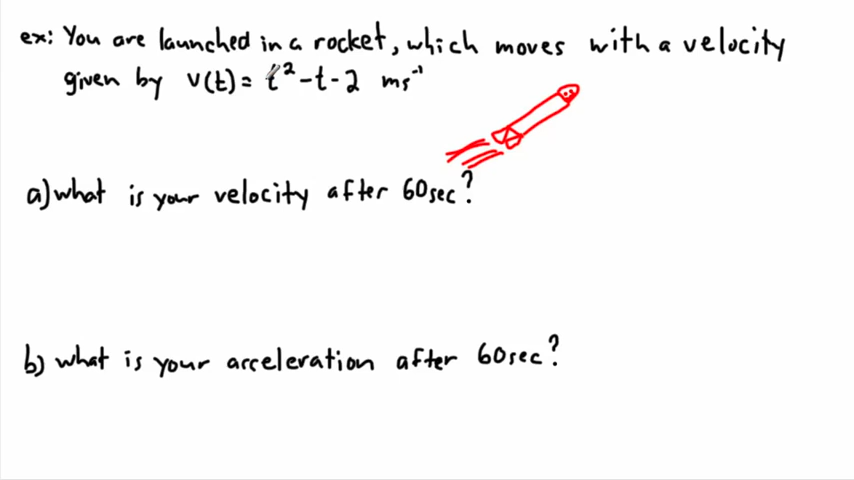 ex: You are launched in a rocket, which moves with a velocity
given by v(t) = t² - t - 2 ms⁻¹
a) what is your velocity after 60sec?
b) what is your acceleration after 60sec?